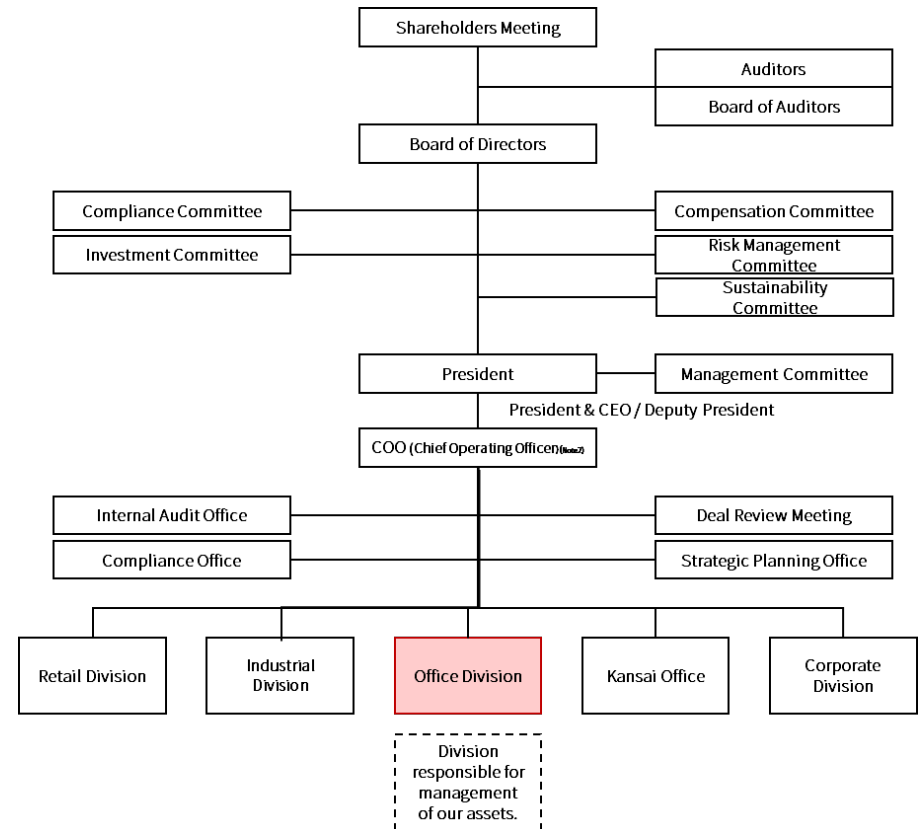 Shareholders Meeting
Auditors
Board of Auditors
Board of Directors
Compliance Committee
Compensation Committee
Investment Committee
Risk Management
Committee
Sustainability
Committee
President
Management Committee
President & CEO / Deputy President
COO (Chief Operating Officer)(Note2)
Internal Audit Office
Deal Review Meeting
Compliance Office
Strategic Planning Office
Retail Division
Industrial
Division
Office Division
Kansai Office
Corporate
Division
Division
responsible for
management
of our assets.